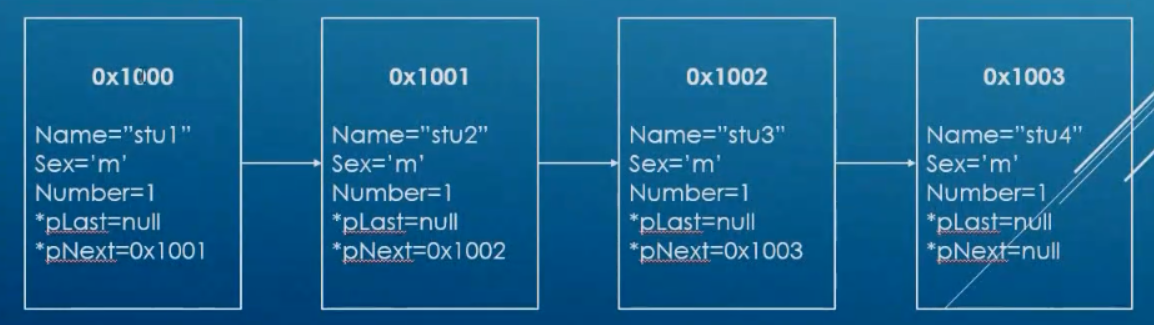 0x1000
Name=”stu1”
Sex=’m’
Number=1
*pLast=null
*pNext=0x1001
0x1001
Name=”stu2”
Sex=’m’
Number=1
*pLast=null
*pNext=0x1002
0x1002
Name=”stu3”
Sex=’m’
Number=1
*pLast=null
*pNext=0x1003
0x1003
Name=”stu4”
Sex=’m’
Number=1
*pLast=null
*pNext=null